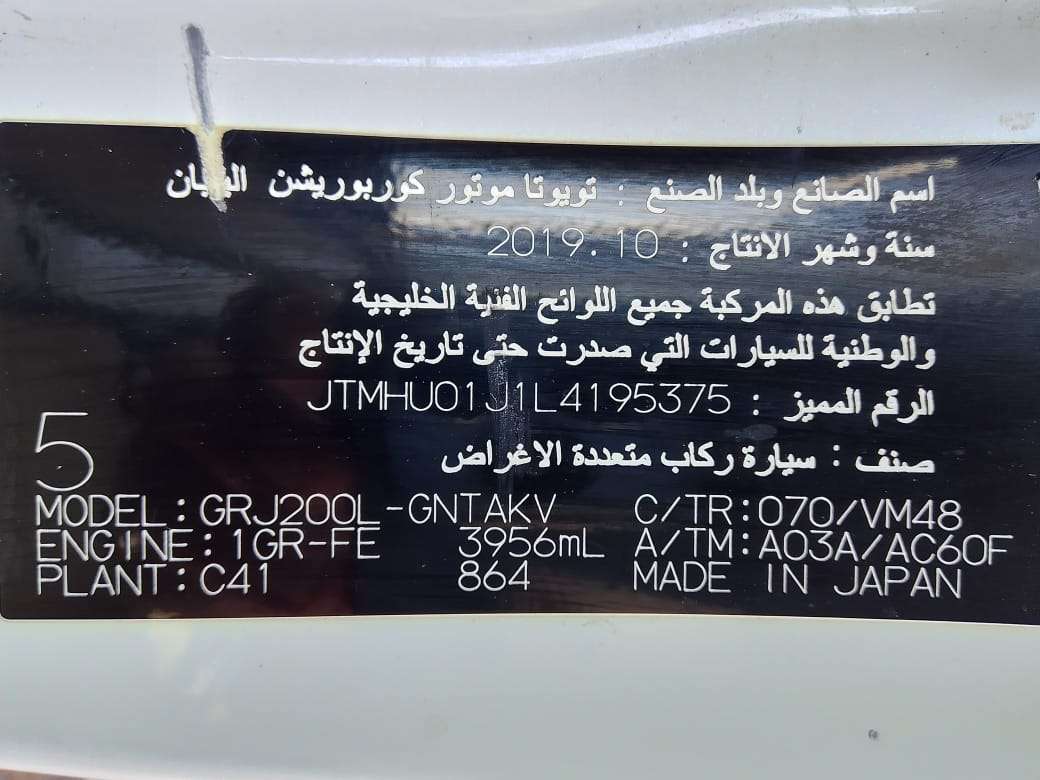 اسم الصانع وبلد الصنع : تويوتا موتور كوربوريشن اليابان
سنة وشهر الانتاج : 2019.10
تطابق هذه المركبة جميع اللوائح الفنية الخليجية
والوطنية للسيارات التي صدرت حتى تاريخ الإنتاج
الرقم المميز : JTMHU01J1L4195375
صنف : سيارة ركاب متعددة الاغراض
5
MODEL:GRJ200L-GNTAKV C/TR:070/VM48
ENGINE:1GR-FE 3956mL A/TM:A03A/AC60F
PLANT:C41 864 MADE IN JAPAN